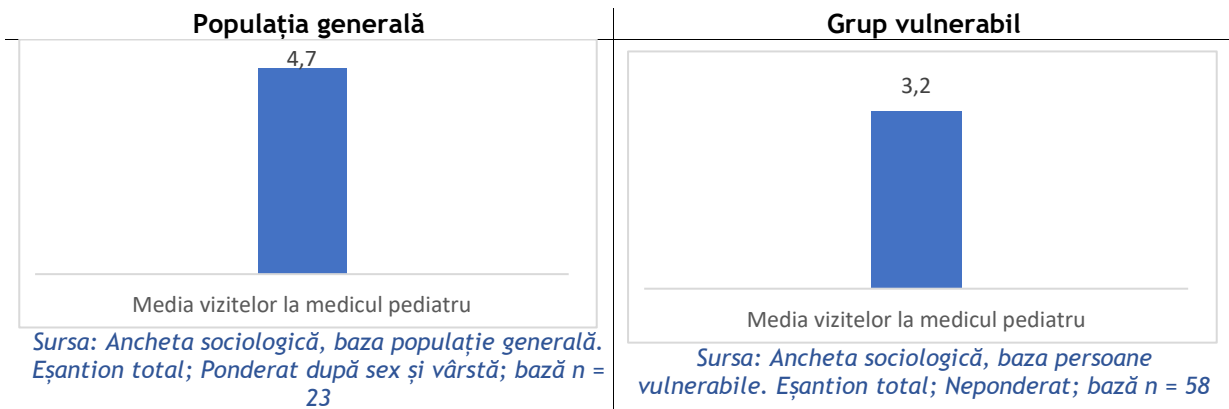 Populația generală
4,7
Media vizitelor la medicul pediatru
Sursa: Ancheta sociologică, baza populație generală.
Eșantion total; Ponderat după sex și vârstă; bază n =
23
Grup vulnerabil
3,2
Media vizitelor la medicul pediatru
Sursa: Ancheta sociologică, baza persoane
vulnerabile. Eșantion total; Neponderat; bază n = 58